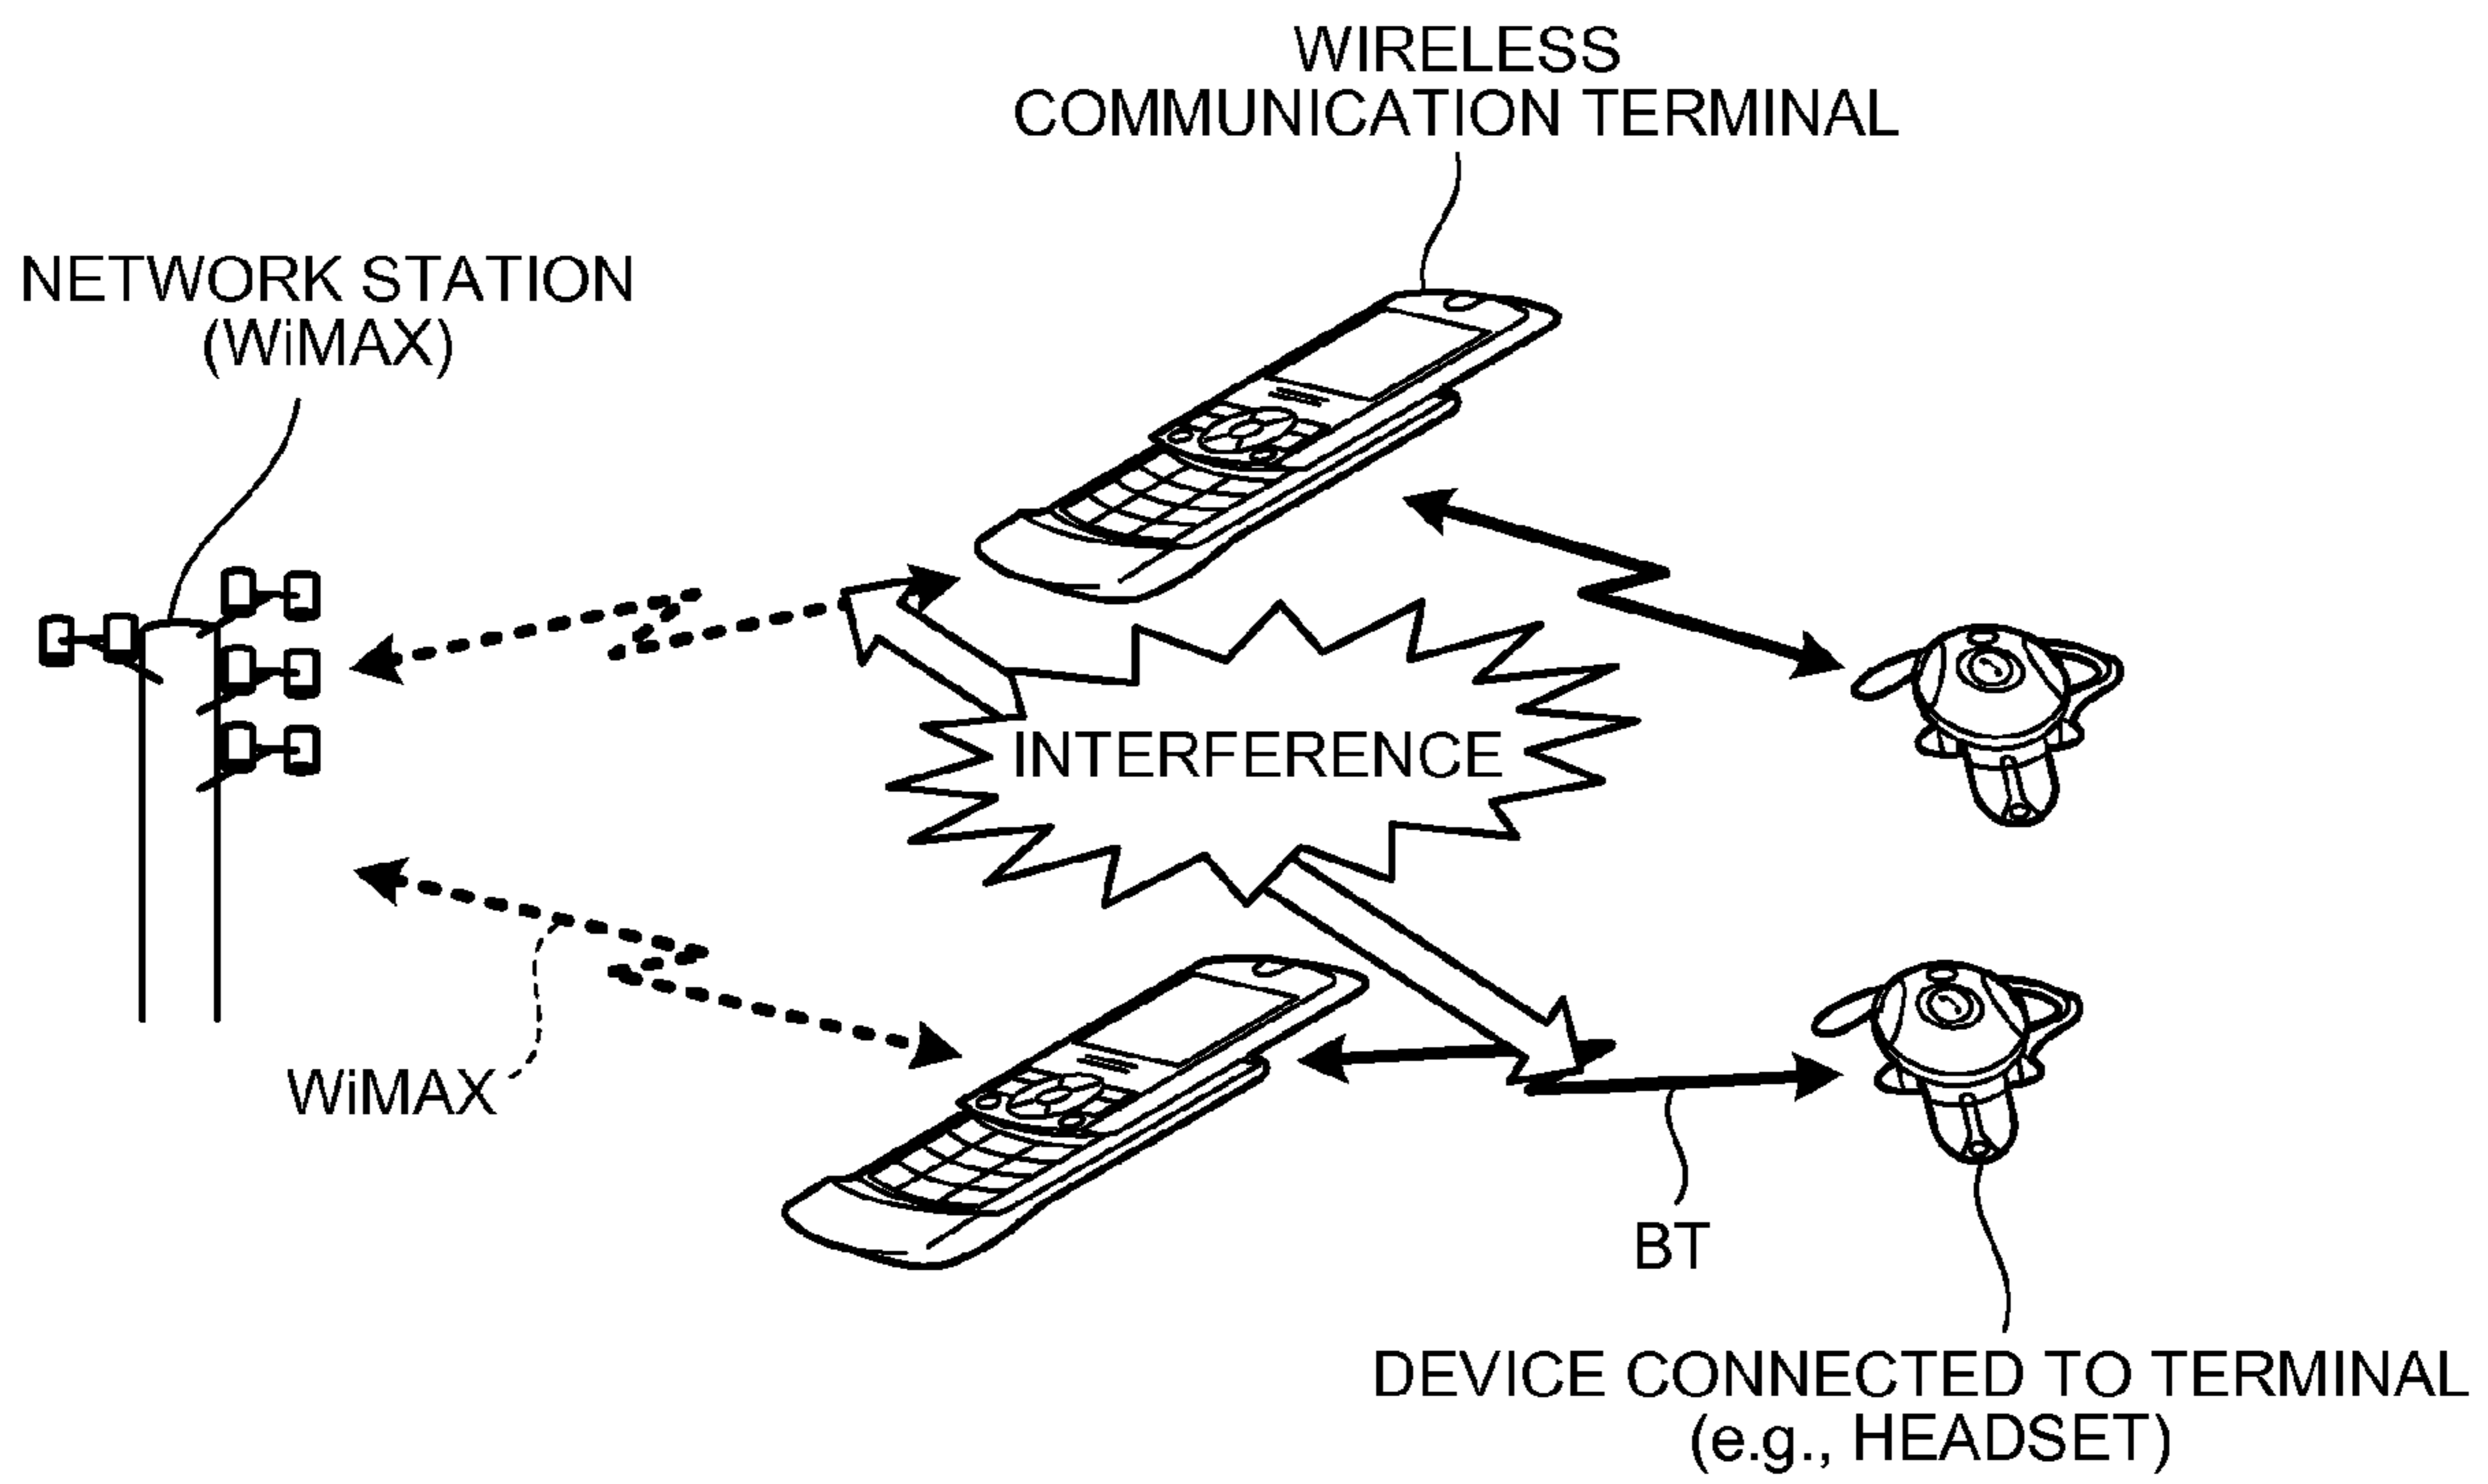 WIRELESS
COMMUNICATION TERMINAL
NETWORK STATION
(WiMAX)
INTERFERENCE
WiMAX
BT
DEVICE CONNECTED TO TERMINAL
(e.g., HEADSET)